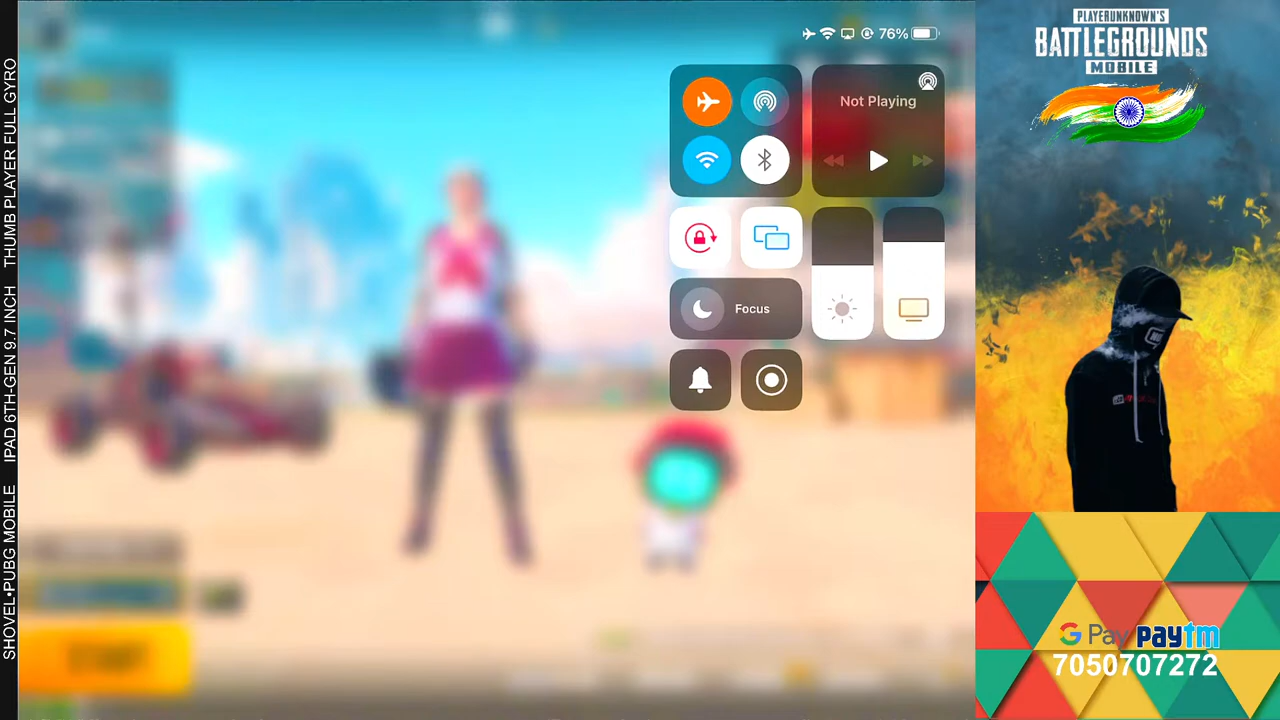 SHOVEL•PUBG MOBILE IPAD 6TH-GEN 9.7 INCH THUMB PLAYER FULL GYRO
76%
Not Playing
Focus
START
PLAYERUNKNOWN'S
BATTLEGROUNDS
MOBILE
G Pay paytm
7050707272